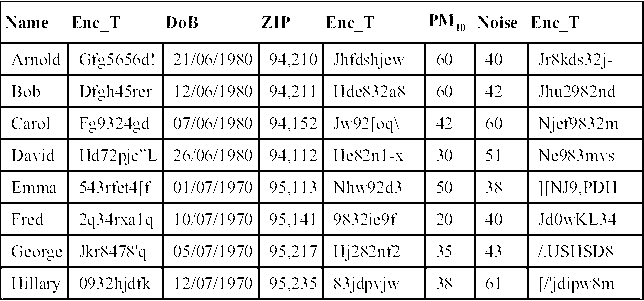 Name Enc_T DoB ZIP Enc_T PM10 Noise Enc_T
Arnold Gfg5656d! 21/06/1980 94,210 Jhfdshjew 60 40 Jr8kds32j-
Bob Dfgh45rer 12/06/1980 94,211 Hde832a8 60 42 Jhu2982nd
Carol Fg9324gd 07/06/1980 94,152 Jw92[oq\ 42 60 Njef9832m
David Hd72pjc"L 26/06/1980 94,112 He82n1-x 30 51 Ne983mvs
Emma 543rfet4[f 01/07/1970 95,113 Nhw92d3 50 38 ][NJ9,PDH
Fred 2q34rxa1q 10/07/1970 95,141 9832ie9f 20 40 Jd0wKL34
George Jkr8478'q 05/07/1970 95,217 Hj282nf2 35 43 /.USHSD8
Hillary 0932hjdfk 12/07/1970 95,235 83jdpvjw 38 61 [/'jdipw8m